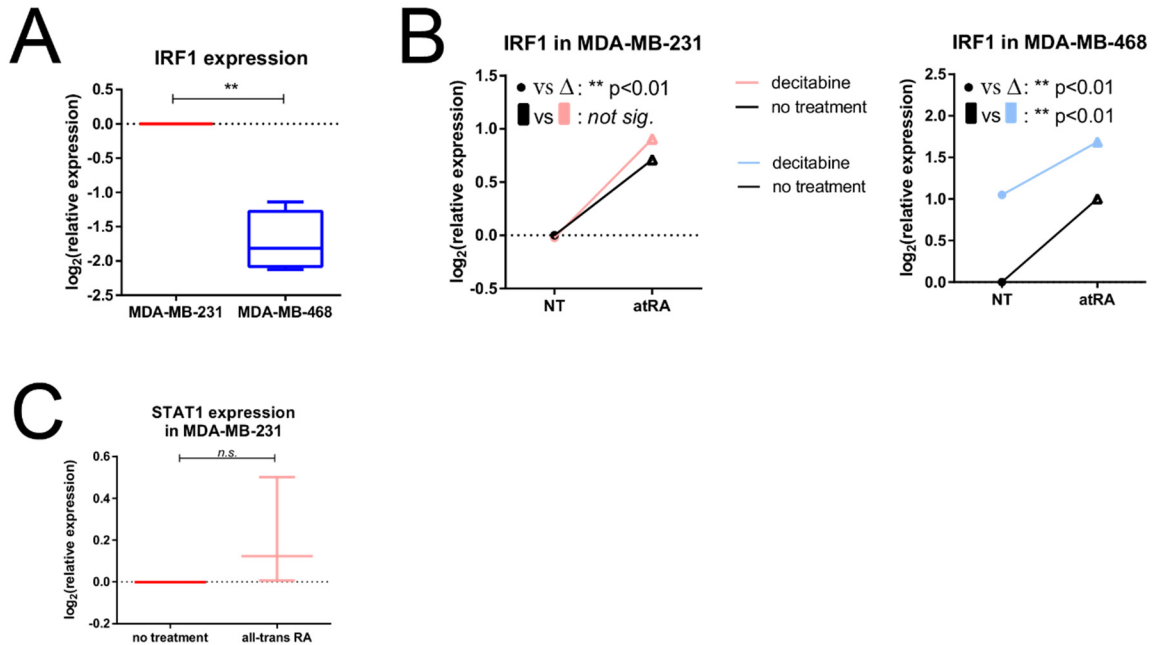 A
IRF1 expression
**
log2(relative expression)
0.5
0.0
-0.5
-1.0
-1.5
-2.0
-2.5
MDA-MB-231
MDA-MB-468
B
IRF1 in MDA-MB-231
● vs Δ: ** p<0.01
vs : not sig.
log2(relative expression)
1.5
1.0
0.5
0.0
-0.5
NT
atRA
decitabine
no treatment
decitabine
no treatment
IRF1 in MDA-MB-468
● vs Δ: ** p<0.01
vs : ** p<0.01
log2(relative expression)
2.5
2.0
1.5
1.0
0.5
0.0
NT
atRA
C
STAT1 expression
in MDA-MB-231
n.s.
log2(relative expression)
0.6
0.4
0.2
0.0
-0.2
no treatment
all-trans RA